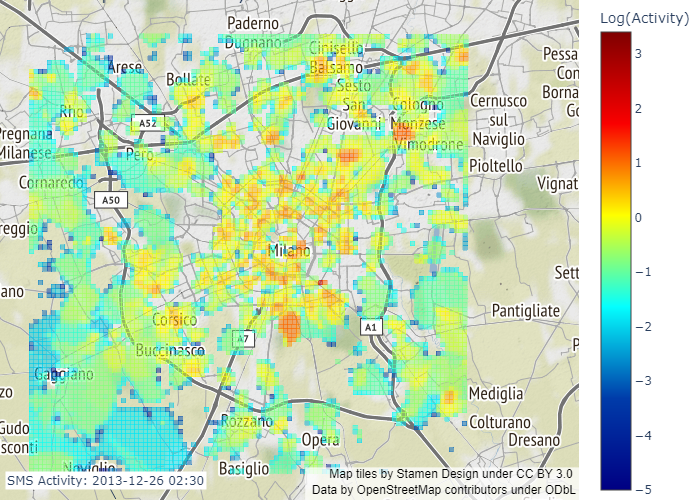 Log(Activity)
3
2
1
0
−1
−2
−3
−4
−5
Paderno
Dugnano
Cinisello
Balsamo
Arese
Bollate
Sesto
San
Giovanni
Cologno
Monzese
Vimodrone
Cernusco
sul
Naviglio
Pioltello
Pessa
Con
Borna
Go
Rho
A52
Pregnana
Milanese
Pero
Cornaredo
A50
Vignat
reggio
Milano
ano
Sett
Pantigliate
Corsico
A7
A1
Buccinasco
P
Gaggiano
zo
Mediglia
Gudo
sconti
Rozzano
Colturano
Dresano
Opera
Noviglio
Basiglio
SMS Activity: 2013-12-26 02:30
Map tiles by Stamen Design under CC BY 3.0
Data by OpenStreetMap contributors under ODbL